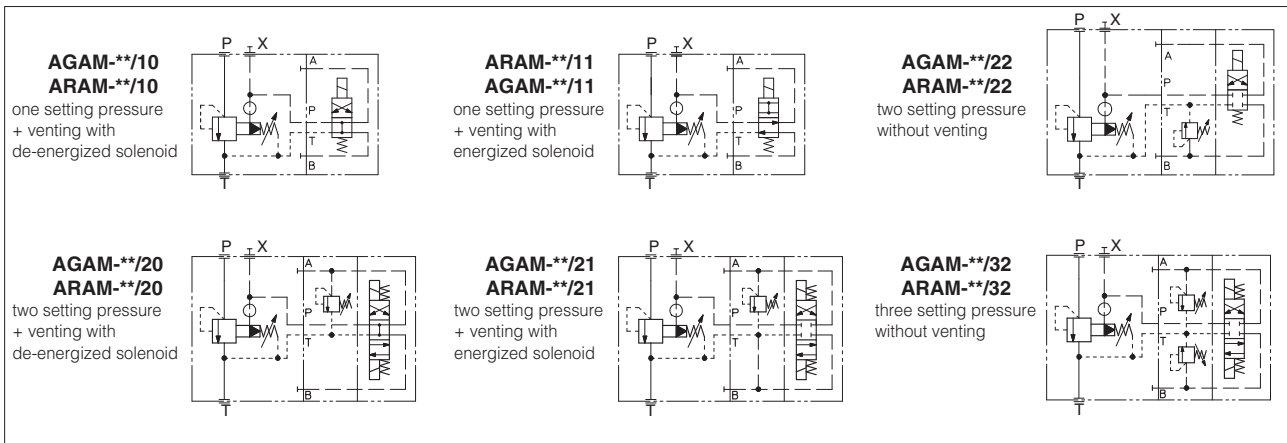 AGAM-**/10
ARAM-**/10
one setting pressure
+ venting with
de-energized solenoid
P X
A
P
T
B
T
ARAM-**/11
AGAM-**/11
one setting pressure
+ venting with
energized solenoid
P X
A
P
T
B
T
AGAM-**/22
ARAM-**/22
two setting pressure
without venting
P X
A
P
T
B
T
AGAM-**/20
ARAM-**/20
two setting pressure
+ venting with
de-energized solenoid
P X
A
P
T
B
T
AGAM-**/21
ARAM-**/21
two setting pressure
+ venting with
energized solenoid
P X
A
P
T
B
T
AGAM-**/32
ARAM-**/32
three setting pressure
without venting
P X
A
P
T
B
T